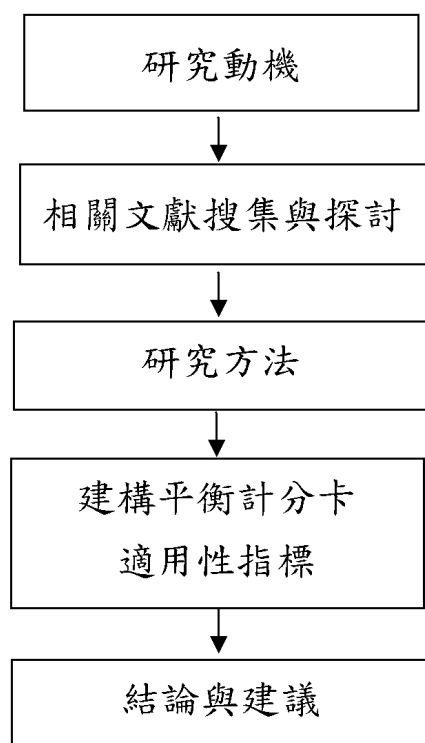 研究動機
相關文獻搜集與探討
研究方法
建構平衡計分卡
適用性指標
結論與建議